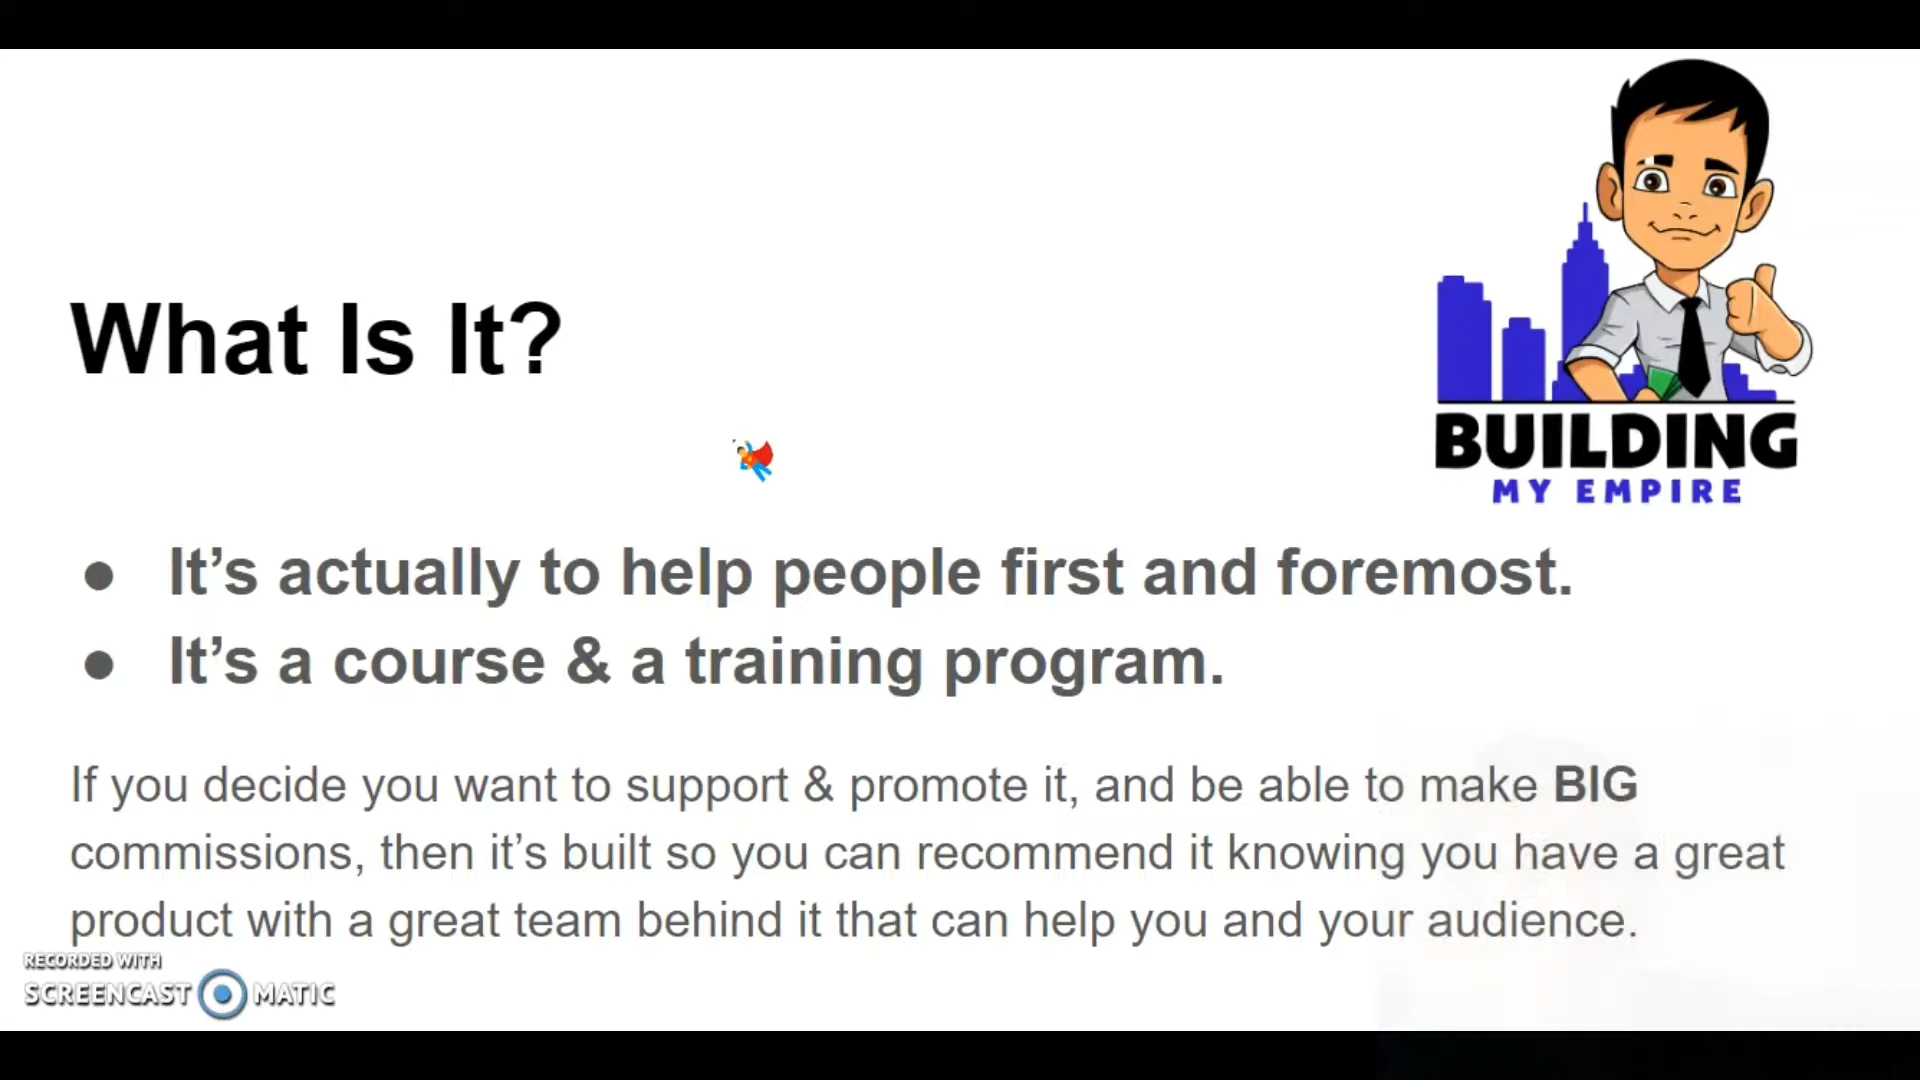 What Is It?
BUILDING
MY EMPIRE
● It’s actually to help people first and foremost.
● It’s a course & a training program.
If you decide you want to support & promote it, and be able to make BIG
commissions, then it’s built so you can recommend it knowing you have a great
product with a great team behind it that can help you and your audience.
RECORDED WITH
SCREENCAST MATIC